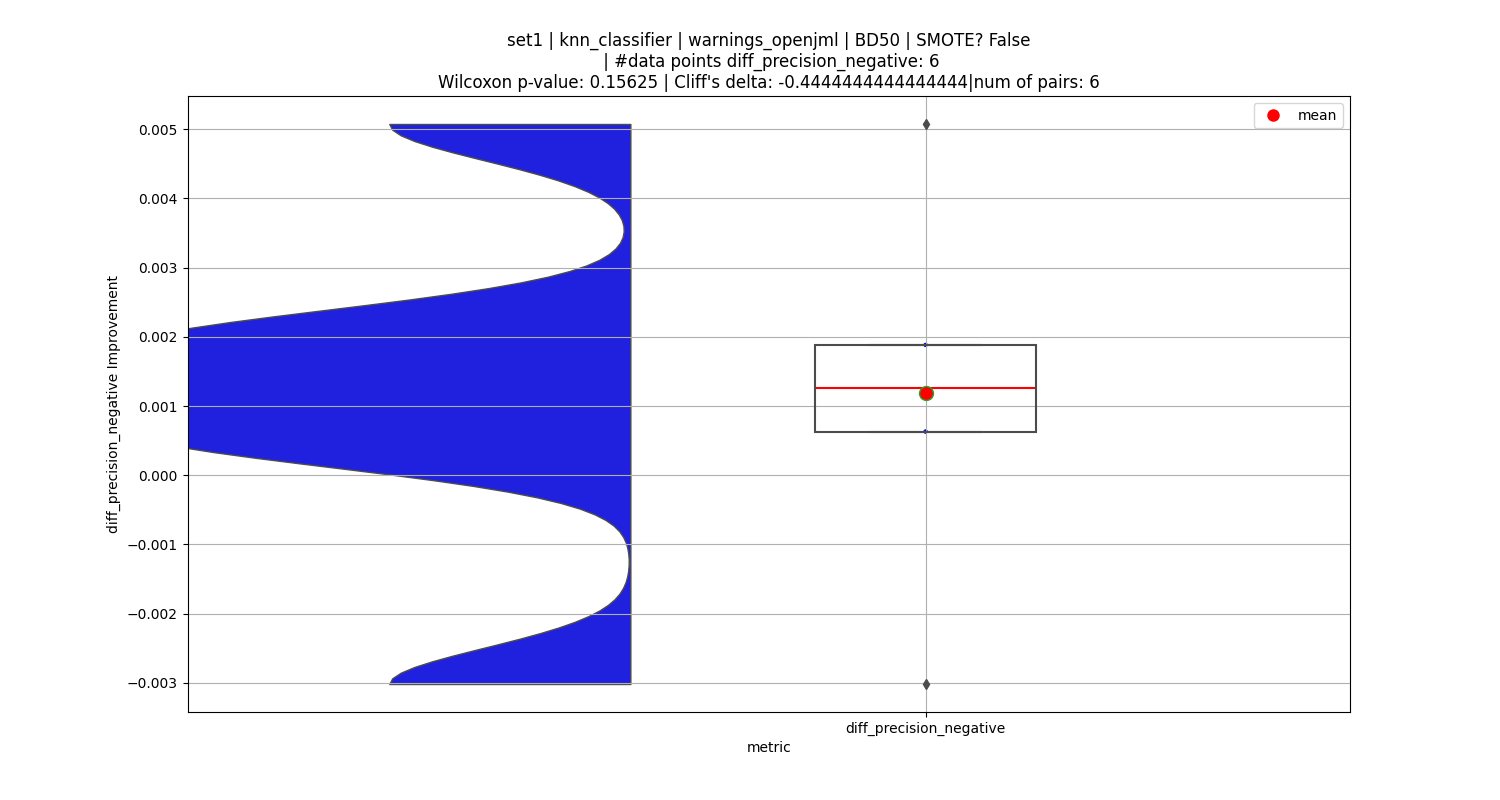 set1 | knn_classifier | warnings_openjml | BD50 | SMOTE? False
| #data points diff_precision_negative: 6
Wilcoxon p-value: 0.15625 | Cliff's delta: -0.4444444444444444|num of pairs: 6
mean
0.005
0.004
0.003
0.002
0.001
0.000
−0.001
−0.002
−0.003
diff_precision_negative Improvement
diff_precision_negative
metric